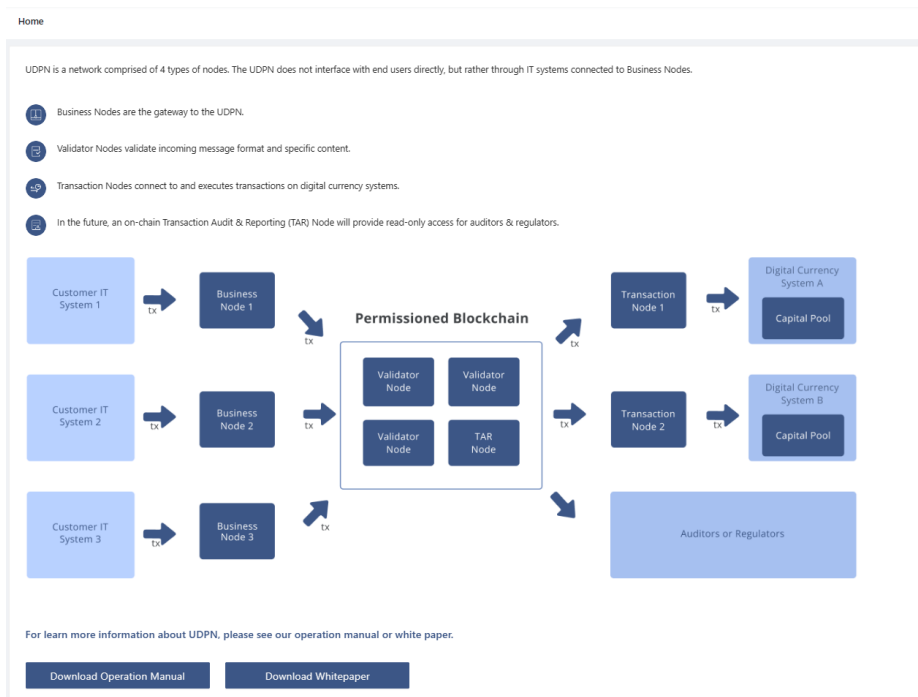 Home
UDPN is a network comprised of 4 types of nodes. The UDPN does not interface with end users directly, but rather through IT systems connected to Business Nodes.
Business Nodes are the gateway to the UDPN.
Validator Nodes validate incoming message format and specific content.
Transaction Nodes connect to and executes transactions on digital currency systems.
In the future, an on-chain Transaction Audit & Reporting (TAR) Node will provide read-only access for auditors & regulators.
Customer IT
System 1
tx
Business
Node 1
tx
Permissioned Blockchain
tx
Transaction
Node 1
tx
Digital Currency
System A
Capital Pool
Customer IT
System 2
tx
Business
Node 2
tx
Validator
Node
Validator
Node
Validator
Node
TAR
Node
tx
Transaction
Node 2
tx
Digital Currency
System B
Capital Pool
Customer IT
System 3
tx
Business
Node 3
tx
Auditors or Regulators
For learn more information about UDPN, please see our operation manual or white paper.
Download Operation Manual
Download Whitepaper